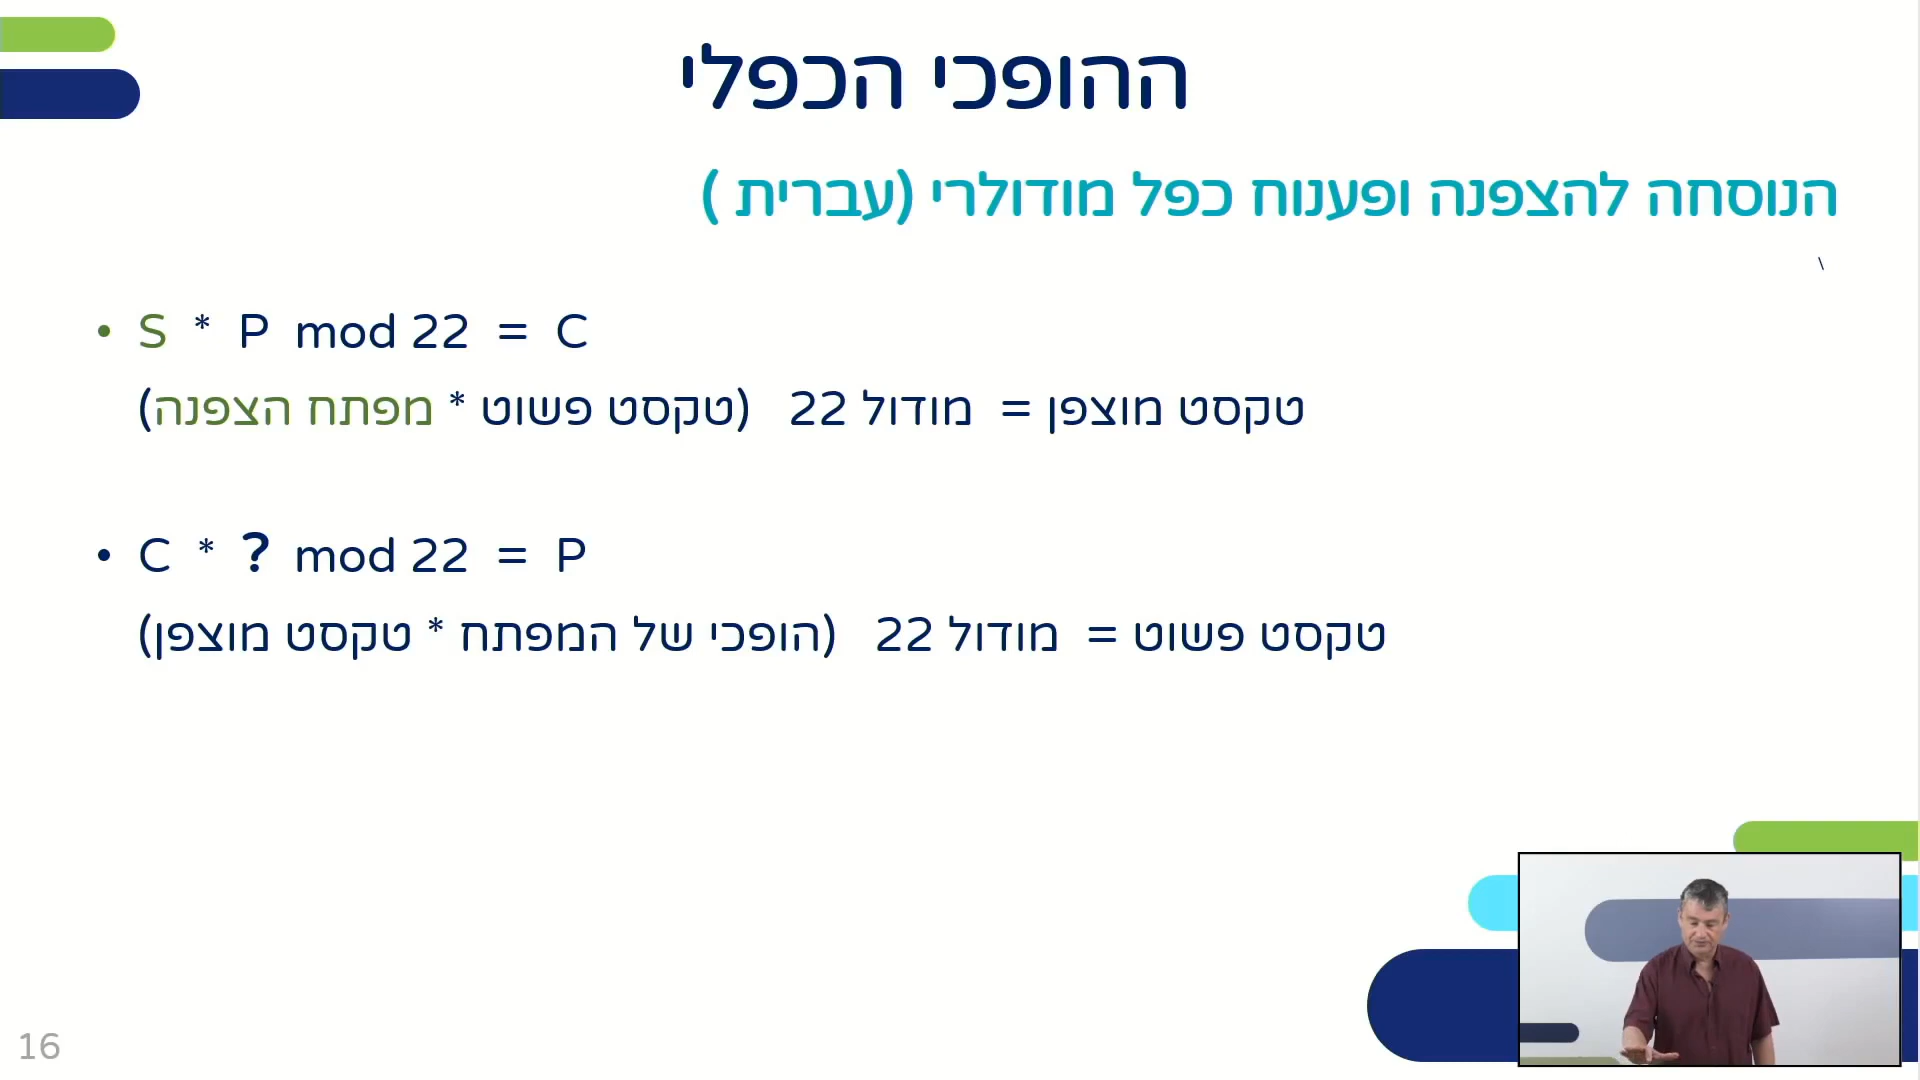 ההופכי הכפלי
הנוסחה להצפנה ופענוח כפל מודולרי (עברית )
\
• S * P mod 22 = C
(מפתח הצפנה * טקסט פשוט) מודול 22 = טקסט מוצפן
• C * ? mod 22 = P
(טקסט מוצפן * הופכי של המפתח) מודול 22 = טקסט פשוט
16